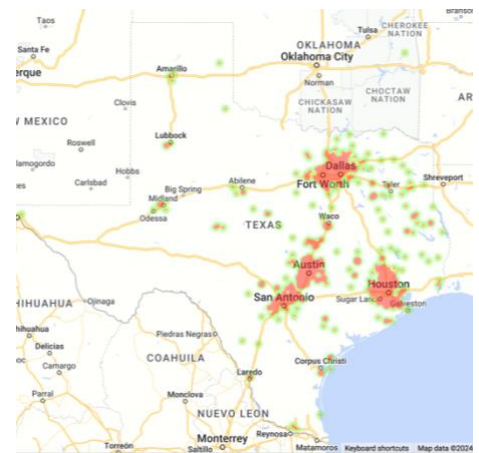 Taos
Tulsa
CHEROKEE
NATION
Santa Fe
OKLAHOMA
Oklahoma City
erque
Amarillo
Norman
CHOCTAW
NATION
AR
CHICKASAW
NATION
Clovis
MEXICO
Lubbock
Roswell
lamogordo
Hobbs
Dallas
Carlsbad
Big Spring
Abilene
Fort Worth
Tyler
Shreveport
Midland
Odessa
Waco
TEXAS
Austin
Houston
San Antonio
Sugar Lan
Galveston
IHUAHUA
Ojinaga
hihuahua
Piedras Negras
Delicias
COAHUILA
Camargo
Corpus Christi
Laredo
Parral
Monclova
NUEVO LEON
Monterrey
Reynosa
Torreón
Saltillo
Matamoros
Keyboard shortcuts
Map data ©2024